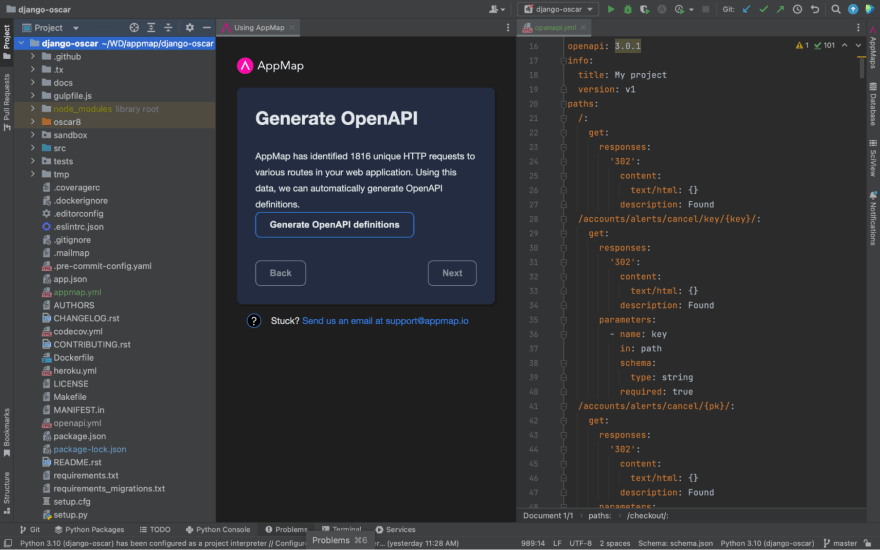 django-oscar
django-oscar
Git:
Project
Using AppMap
openapi.yml
Project
Pull Requests
Bookmarks
Structure
django-oscar ~/WD/appmap/django-oscar
.github
.tx
docs
gulpfile.js
node_modules library root
oscar8
sandbox
src
tests
tmp
.coveragerc
.dockerignore
.editorconfig
.eslintrc.json
.gitignore
.mailmap
.pre-commit-config.yaml
app.json
appmap.yml
AUTHORS
CHANGELOG.rst
codecov.yml
CONTRIBUTING.rst
Dockerfile
heroku.yml
LICENSE
Makefile
MANIFEST.in
openapi.yml
package.json
package-lock.json
README.rst
requirements.txt
requirements_migrations.txt
setup.cfg
setup.py
AppMap
Generate OpenAPI
AppMap has identified 1816 unique HTTP requests to
various routes in your web application. Using this
data, we can automatically generate OpenAPI
definitions.
Generate OpenAPI definitions
Back
Next
? Stuck? Send us an email at support@appmap.io
1 101
16 openapi: 3.0.1
17 info:
18 title: My project
19 version: v1
20 paths:
21 /:
22 get:
23 responses:
24 '302':
25 content:
26 text/html: {}
27 description: Found
28 /accounts/alerts/cancel/key/{key}/:
29 get:
30 responses:
31 '302':
32 content:
33 text/html: {}
34 description: Found
35 parameters:
36 - name: key
37 in: path
38 schema:
39 type: string
40 required: true
41 /accounts/alerts/cancel/{pk}/:
42 get:
43 responses:
44 '302':
45 content:
46 text/html: {}
47 description: Found
48 parameters:
Document 1/1 › paths: › /checkout/:
AppMaps
Database
SciView
Notifications
Git
Python Packages
TODO
Python Console
Problems
Terminal
Services
Problems ⌘6
Python 3.10 (django-oscar) has been configured as a project interpreter // Configure
er... (yesterday 11:28 AM)
989:14 LF UTF-8 2 spaces Schema: schema.json Python 3.10 (django-oscar) master